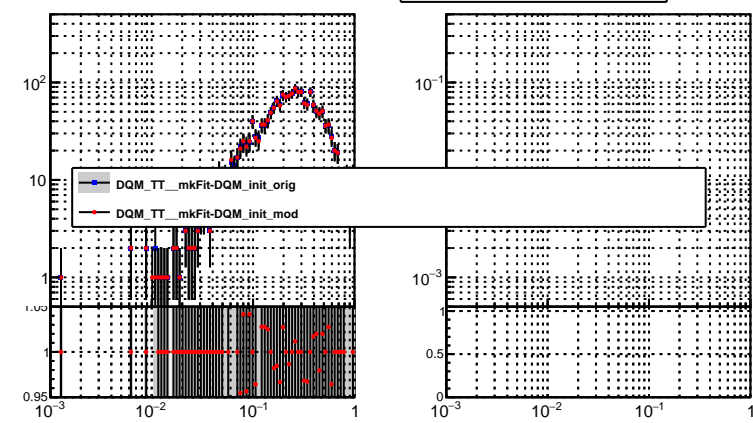 10² 10⁻¹
10
DQM_TT__mkFit-DQM_init_orig
DQM_TT__mkFit-DQM_init_mod
1 10⁻³
1.05 1
1 0.5
0.95 0
10⁻³ 10⁻² 10⁻¹ 1 10⁻³ 10⁻² 10⁻¹ 1